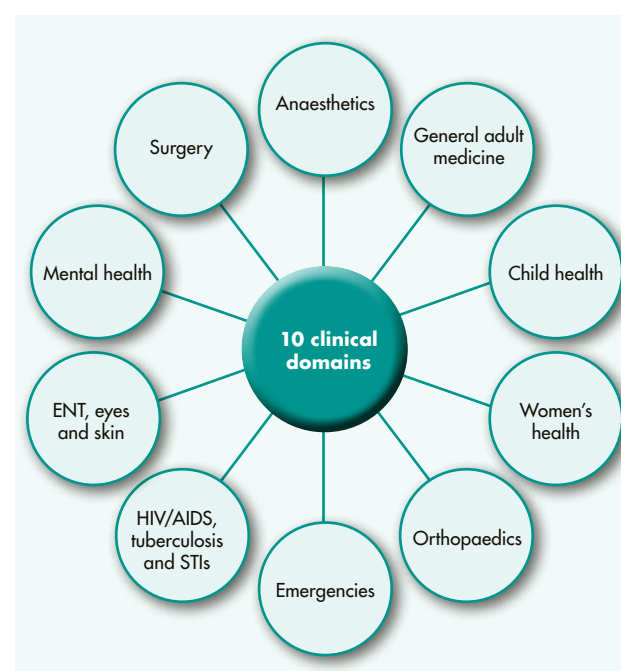 Anaesthetics
General adult
medicine
Child health
Women's
health
Orthopaedics
Emergencies
HIV/AIDS,
tuberculosis
and STIs
ENT, eyes
and skin
Mental health
Surgery
10 clinical
domains